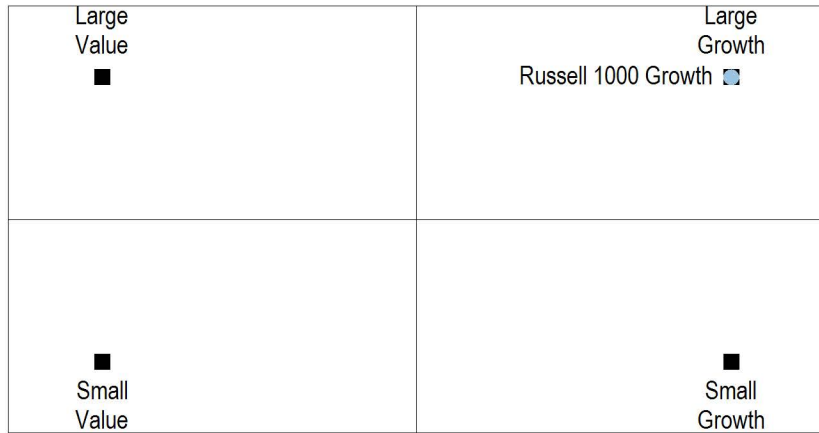 Large
Value
Large
Growth
Russell 1000 Growth
Small
Value
Small
Growth